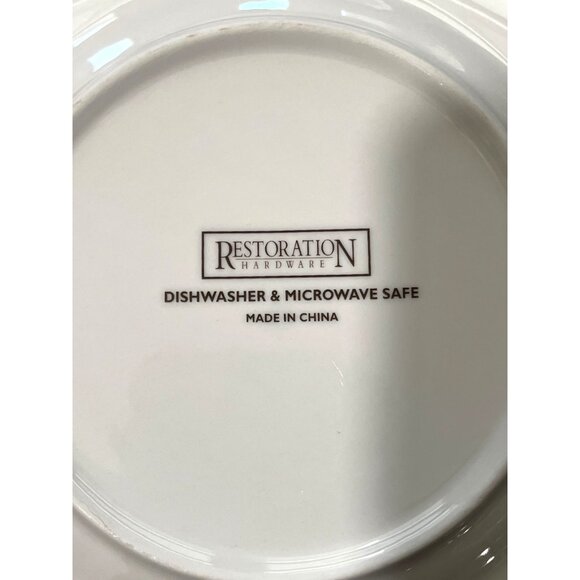 RESTORATION
HARDWARE
DISHWASHER & MICROWAVE SAFE
MADE IN CHINA